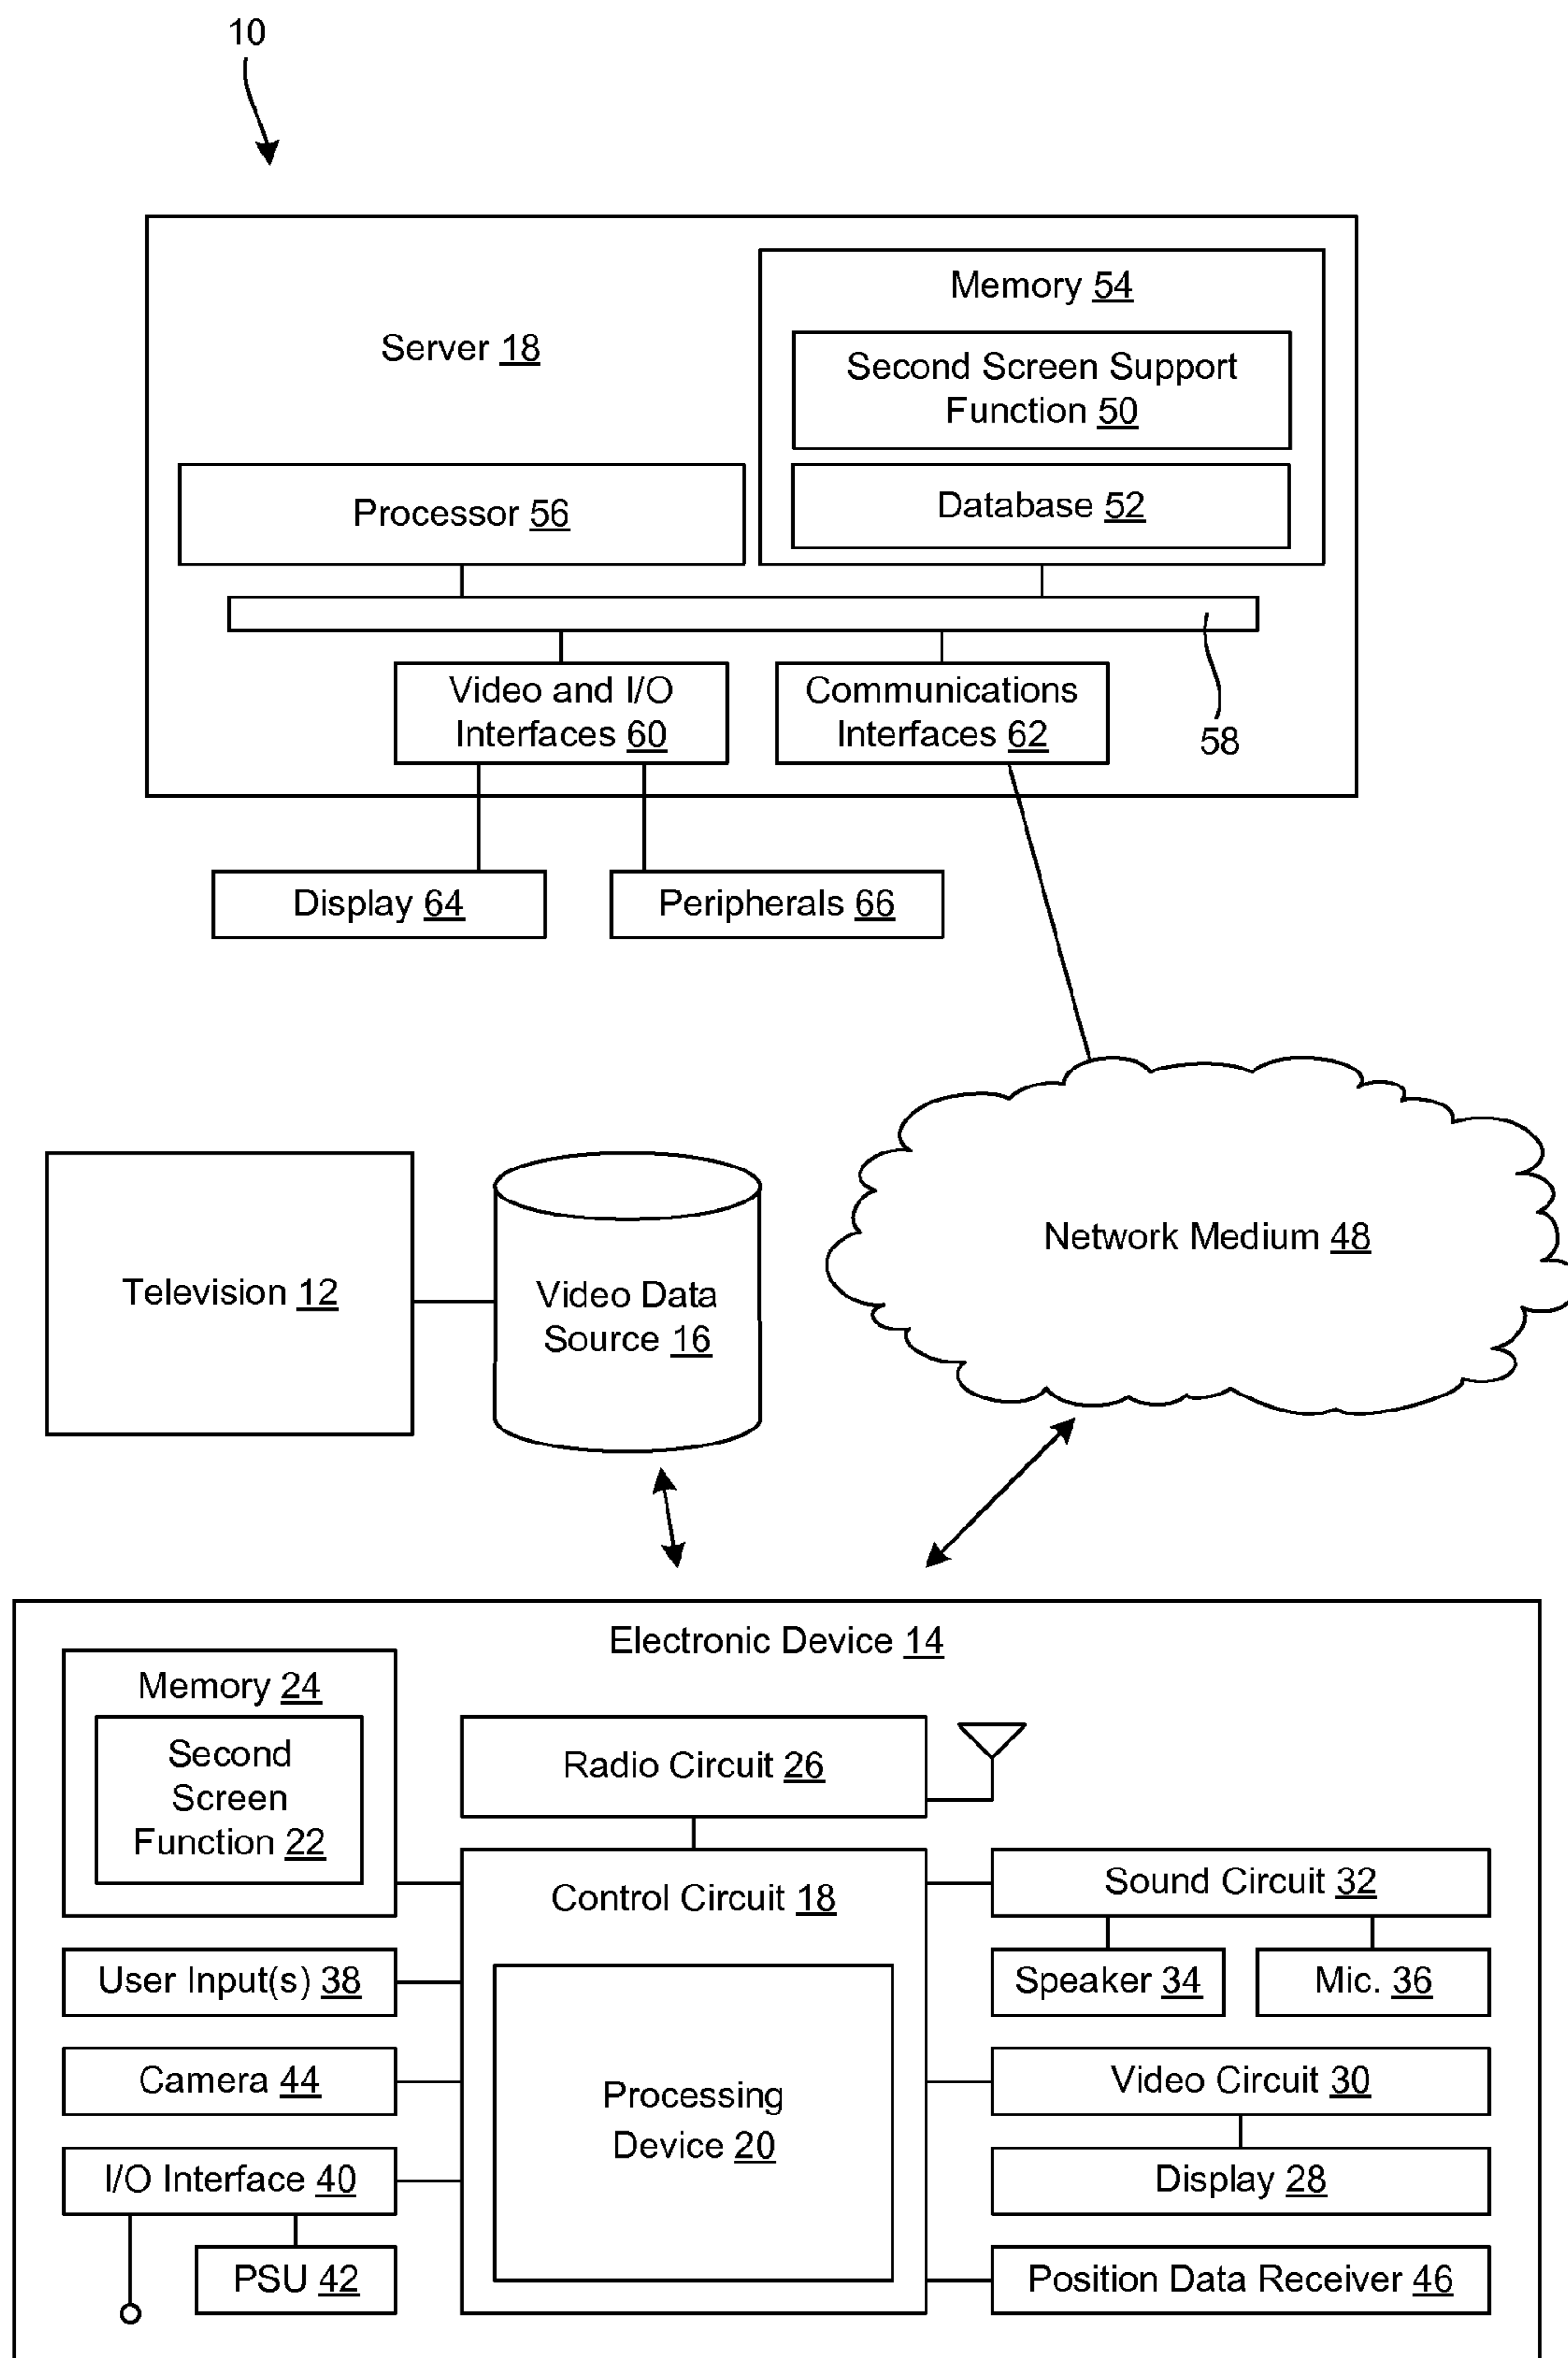 10
Server 18
Memory 54
Second Screen Support
Function 50
Processor 56
Database 52
Video and I/O
Interfaces 60
Communications
Interfaces 62
58
Display 64
Peripherals 66
Network Medium 48
Television 12
Video Data
Source 16
Electronic Device 14
Memory 24
Second
Screen
Function 22
Radio Circuit 26
Control Circuit 18
Sound Circuit 32
User Input(s) 38
Speaker 34
Mic. 36
Camera 44
Processing
Device 20
Video Circuit 30
I/O Interface 40
Display 28
PSU 42
Position Data Receiver 46